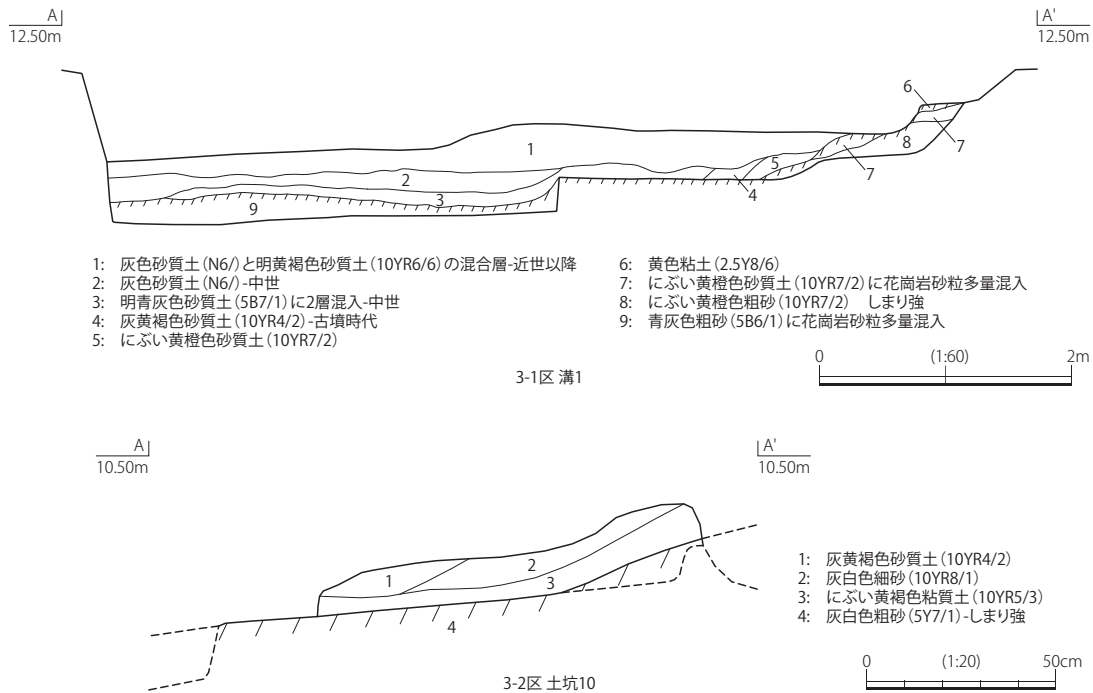 A A'
12.50m 12.50m
6
1
5
8
7
7
2
4
3
9
1: 灰色砂質土(N6/)と明黄褐色砂質土(10YR6/6)の混合層-近世以降
2: 灰色砂質土(N6/)-中世
3: 明青灰色砂質土(5B7/1)に2層混入-中世
4: 灰黄褐色砂質土(10YR4/2)-古墳時代
5: にぶい黄橙色砂質土(10YR7/2)
6: 黄色粘土(2.5Y8/6)
7: にぶい黄橙色砂質土(10YR7/2)に花崗岩砂粒多量混入
8: にぶい黄橙色粗砂(10YR7/2) しまり強
9: 青灰色粗砂(5B6/1)に花崗岩砂粒多量混入
0 (1:60) 2m
3-1区 溝1
A A'
10.50m 10.50m
2
1
3
4
1: 灰黄褐色砂質土(10YR4/2)
2: 灰白色細砂(10YR8/1)
3: にぶい黄褐色粘質土(10YR5/3)
4: 灰白色粗砂(5Y7/1)-しまり強
0 (1:20) 50cm
3-2区 土坑10